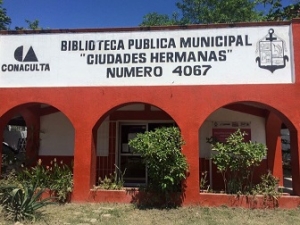 BIBLIOTECA PUBLICA MUNICIPAL
"CIUDADES HERMANAS"
NUMERO 4067
CONACULTA